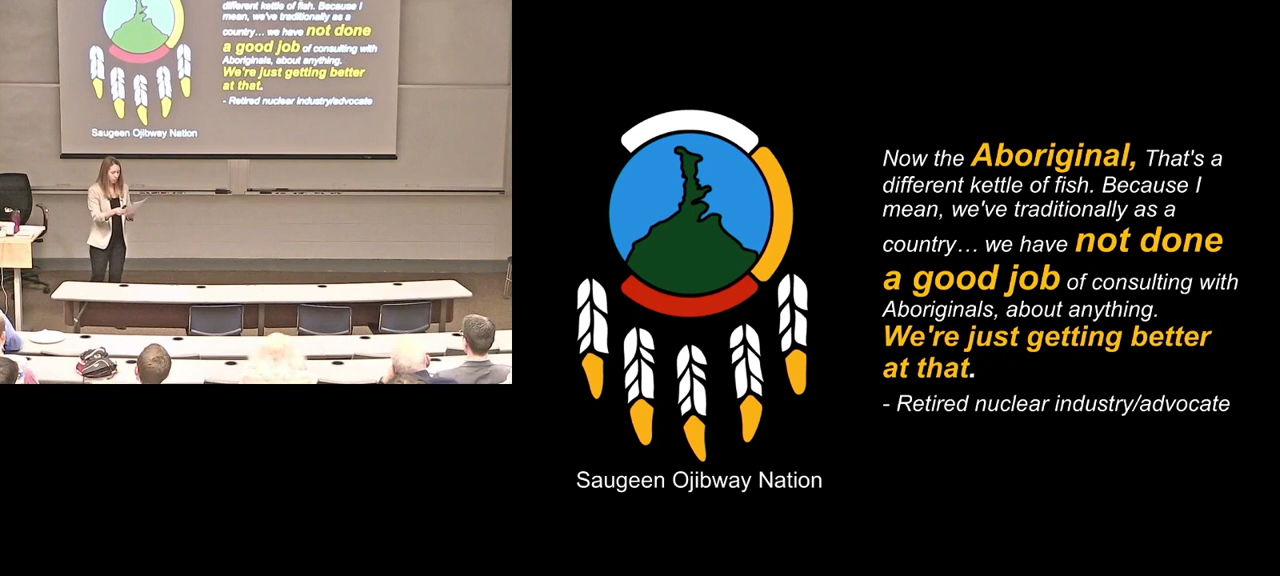 different kettle of fish. Because I
mean, we've traditionally as a
country… we have not done
a good job of consulting with
Aboriginals, about anything.
We're just getting better
at that.
- Retired nuclear industry/advocate
Saugeen Ojibway Nation
Now the Aboriginal, That's a
different kettle of fish. Because I
mean, we've traditionally as a
country… we have not done
a good job of consulting with
Aboriginals, about anything.
We're just getting better
at that.
- Retired nuclear industry/advocate
Saugeen Ojibway Nation